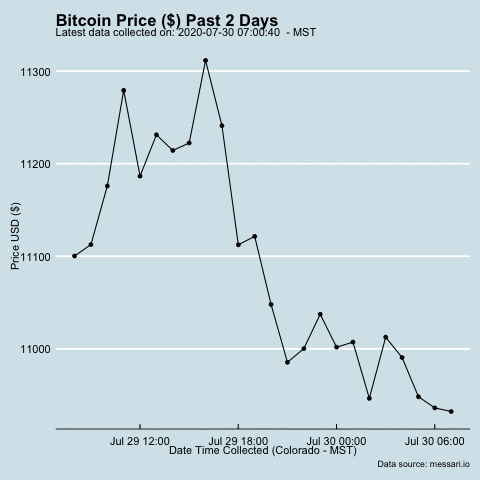 Bitcoin Price ($) Past 2 Days
Latest data collected on: 2020-07-30 07:00:40 - MST
11300
11200
11100
11000
Price USD ($)
Jul 29 12:00 Jul 29 18:00 Jul 30 00:00 Jul 30 06:00
Date Time Collected (Colorado - MST)
Data source: messari.io